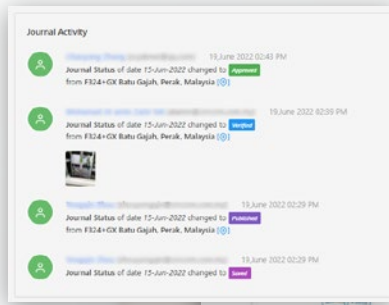 Journal Activity
19,June 2022 02:43 PM
Journal Status of date 15-Jun-2022 changed to Approved
from F324+GX Batu Gajah, Perak, Malaysia
19,June 2022 02:39 PM
Journal Status of date 15-Jun-2022 changed to Verified
from F324+GX Batu Gajah, Perak, Malaysia
19,June 2022 02:29 PM
Journal Status of date 15-Jun-2022 changed to Published
from F324+GX Batu Gajah, Perak, Malaysia
19,June 2022 02:29 PM
Journal Status of date 15-Jun-2022 changed to Saved